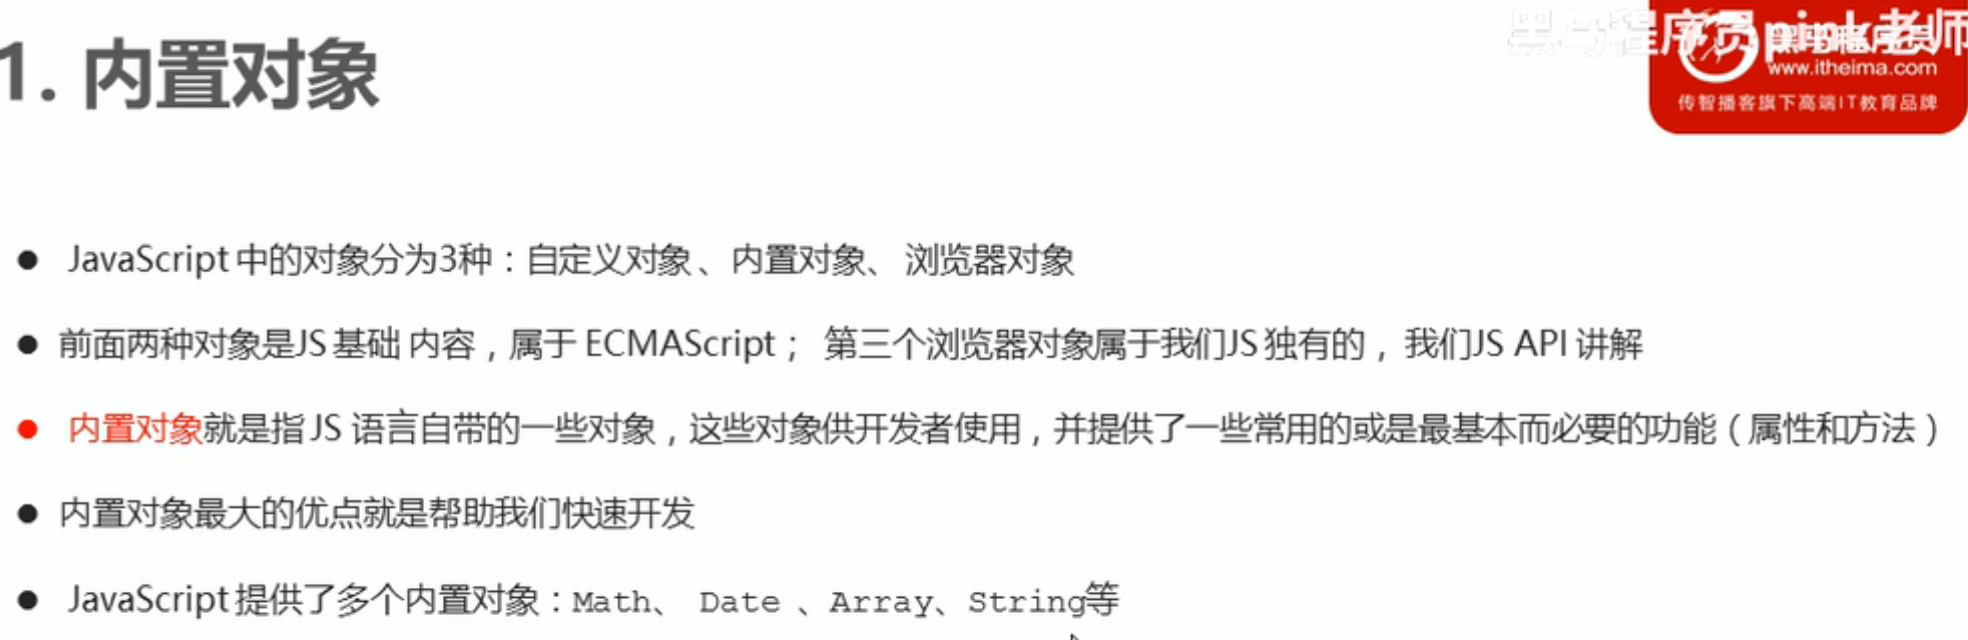 黑马程序员pink老师
www.itheima.com
传智播客旗下高端IT教育品牌
1. 内置对象
JavaScript 中的对象分为3种：自定义对象 、内置对象、 浏览器对象
前面两种对象是JS 基础 内容，属于 ECMAScript； 第三个浏览器对象属于我们JS 独有的， 我们JS API 讲解
内置对象就是指 JS 语言自带的一些对象，这些对象供开发者使用，并提供了一些常用的或是最基本而必要的功能（属性和方法）
内置对象最大的优点就是帮助我们快速开发
JavaScript 提供了多个内置对象：Math、 Date 、Array、String等